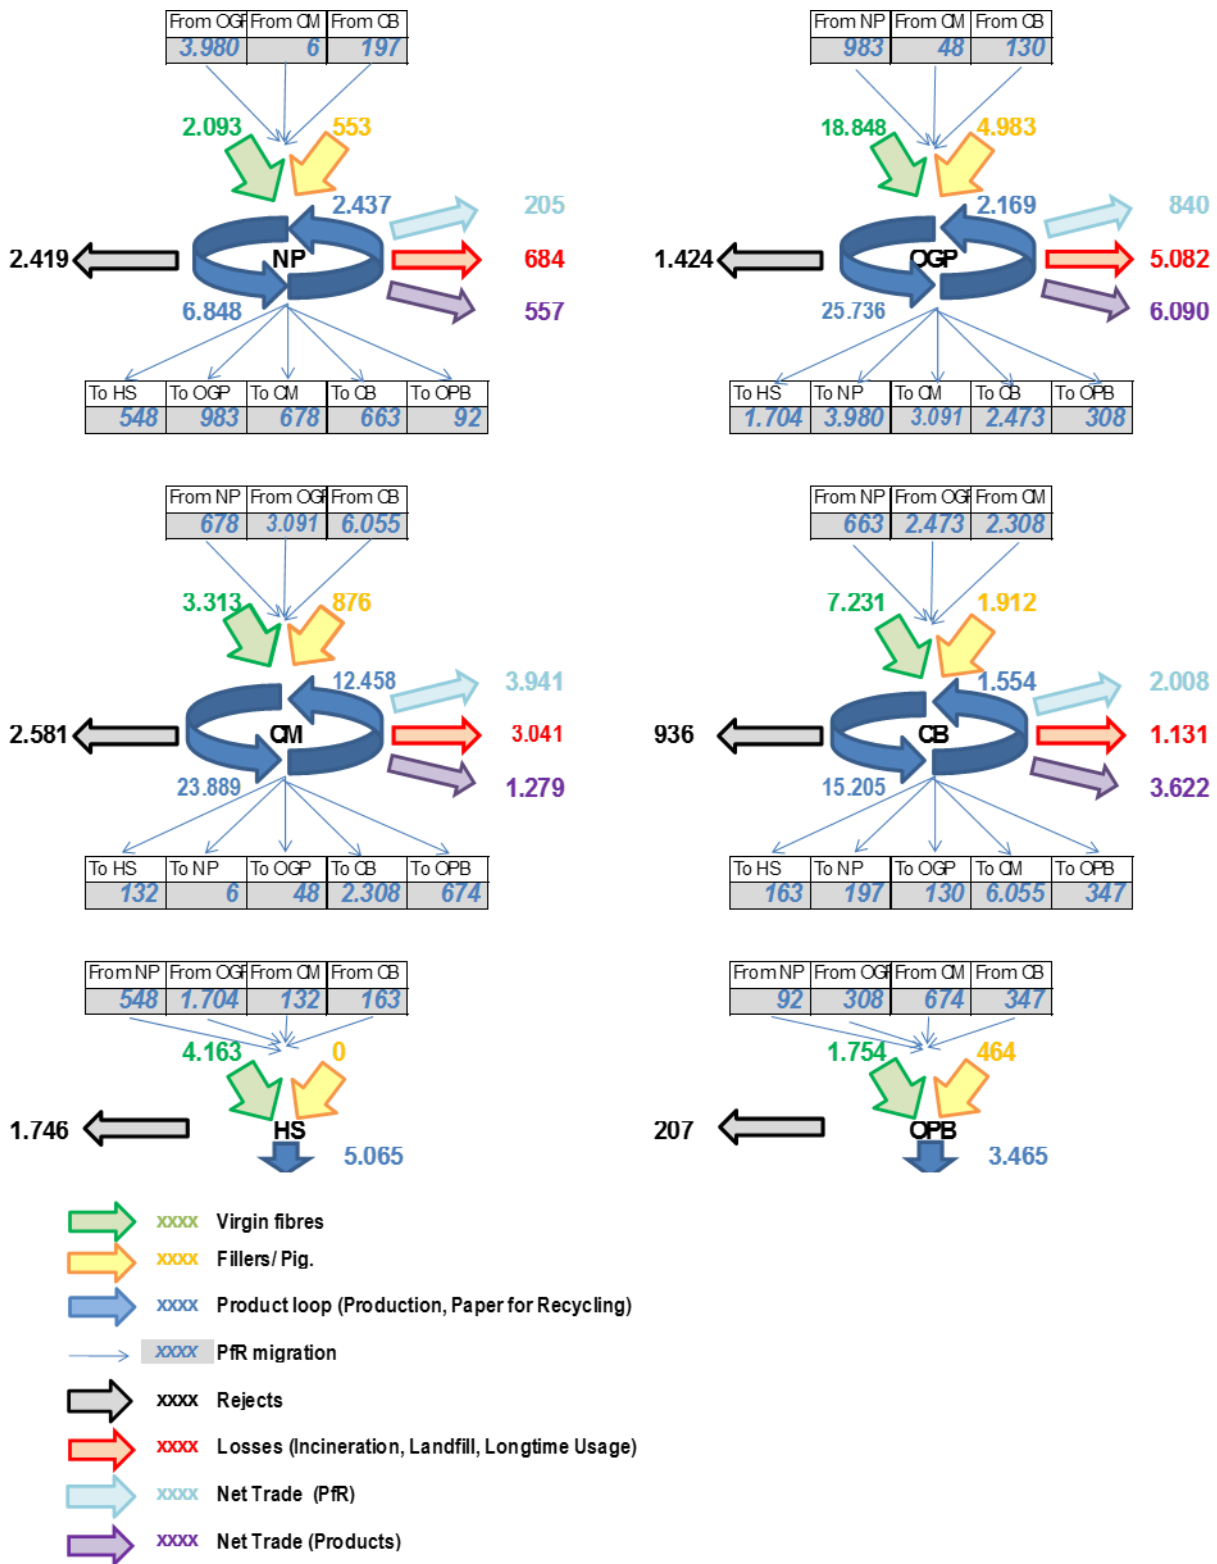 From OGP From CM From CB
3.980 6 197
From NP From CM From CB
983 48 130
2.093 553
18.848 4.983
2.437 205
2.169 840
2.419 NP 684
1.424 OGP 5.082
6.848 557
25.736 6.090
To HS To OGP To CM To CB To OPB
548 983 678 663 92
To HS To NP To CM To CB To OPB
1.704 3.980 3.091 2.473 308
From NP From OGP From CB
678 3.091 6.055
From NP From OGP From CM
663 2.473 2.308
3.313 876
7.231 1.912
12.458 3.941
1.554 2.008
2.581 CM 3.041
936 CB 1.131
23.889 1.279
15.205 3.622
To HS To NP To OGP To CB To OPB
132 6 48 2.308 674
To HS To NP To OGP To CM To OPB
163 197 130 6.055 347
From NP From OGP From CM From CB
548 1.704 132 163
From NP From OGP From CM From CB
92 308 674 347
4.163 0
1.754 464
1.746 HS
207 OPB
5.065
3.465
xxxx Virgin fibres
xxxx Fillers/ Pig.
xxxx Product loop (Production, Paper for Recycling)
xxxx PfR migration
xxxx Rejects
xxxx Losses (Incineration, Landfill, Longtime Usage)
xxxx Net Trade (PfR)
xxxx Net Trade (Products)